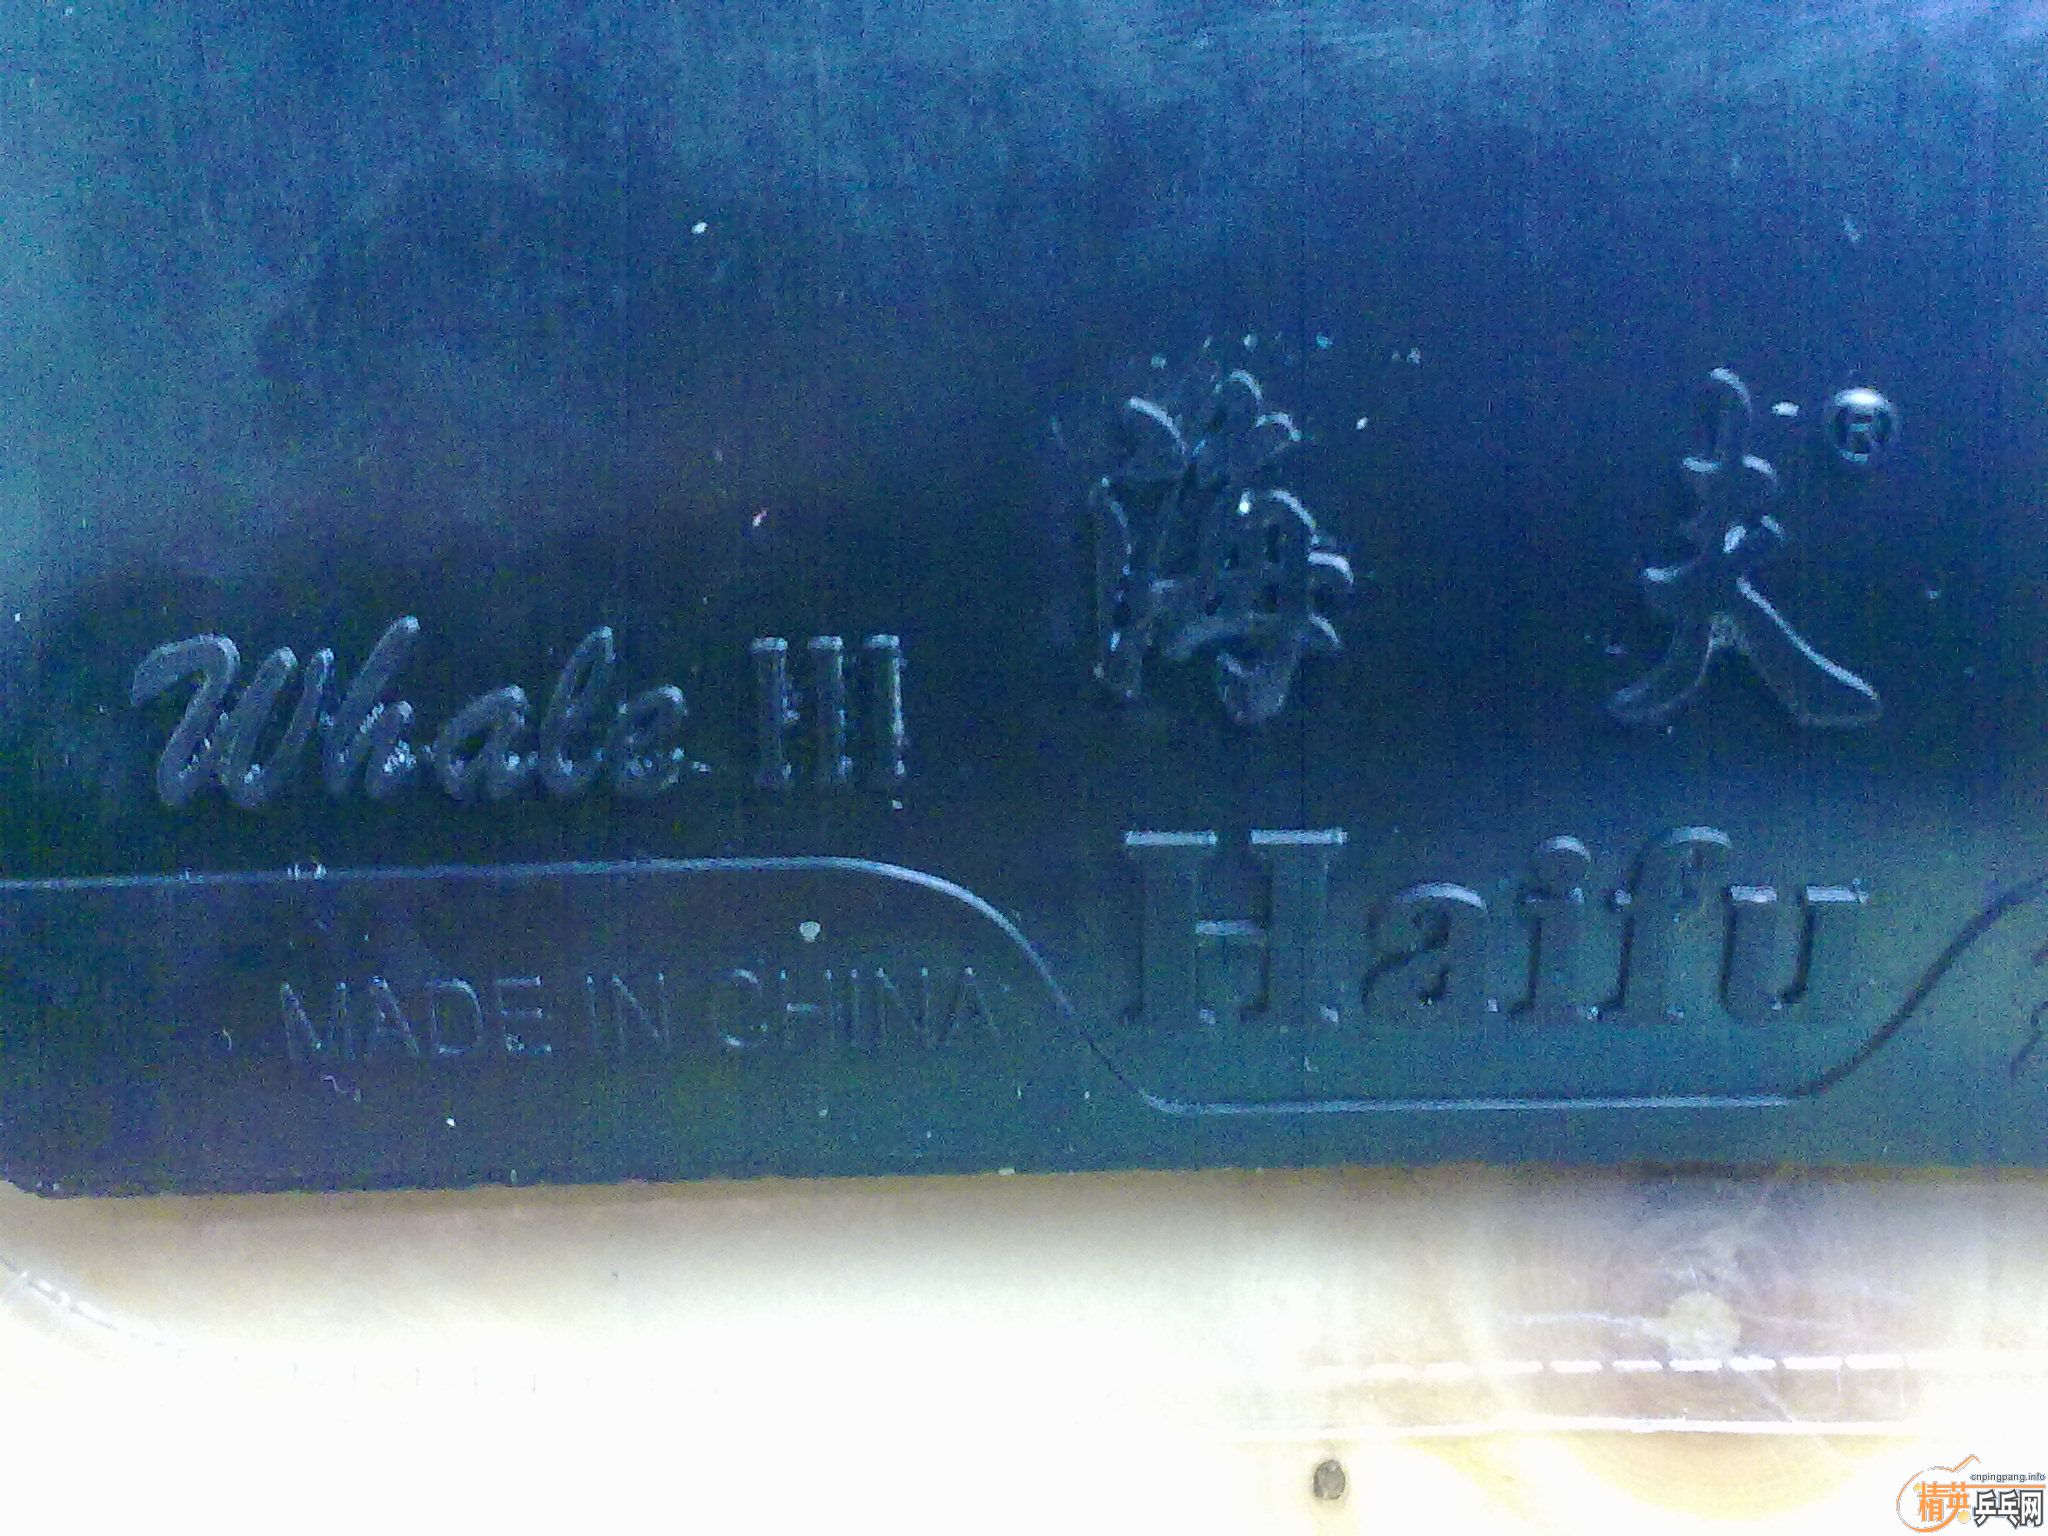 Whale III
海夫®
Haifu
MADE IN CHINA
cnpingpang.info
精英乒乓网